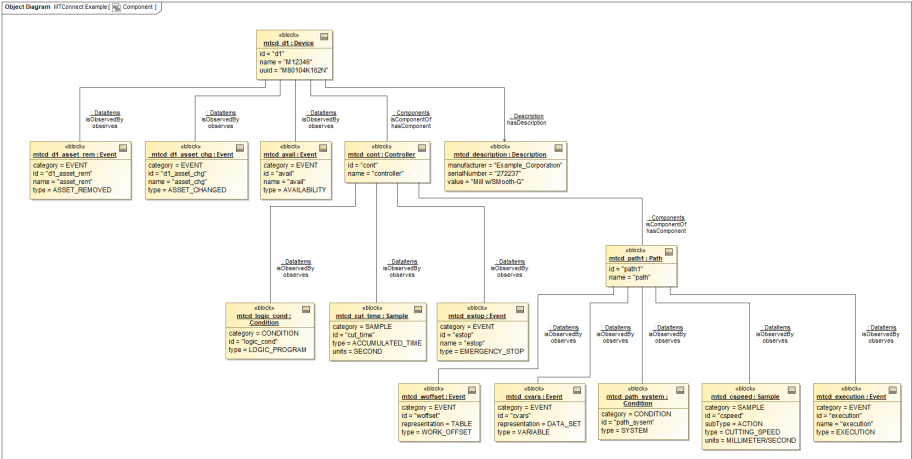 Object Diagram MTConnect Example [ Component ]
«block»
mtcd_d1 : Device
id = "d1"
name = "M12346"
uuid = "M80104K162N"
: DataItems
isObservedBy
observes
: DataItems
isObservedBy
observes
: DataItems
isObservedBy
observes
: Components
isComponentOf
hasComponent
: Description
hasDescription
«block»
mtcd_d1_asset_rem : Event
category = EVENT
id = "d1_asset_rem"
name = "asset_rem"
type = ASSET_REMOVED
«block»
mtcd_d1_asset_chg : Event
category = EVENT
id = "d1_asset_chg"
name = "asset_chg"
type = ASSET_CHANGED
«block»
mtcd_avail : Event
category = EVENT
id = "avail"
name = "avail"
type = AVAILABILITY
«block»
mtcd_cont : Controller
id = "cont"
name = "controller"
«block»
mtcd_description : Description
manufacturer = "Example_Corporation"
serialNumber = "272237"
value = "Mill w/SMooth-G"
: Components
isComponentOf
hasComponent
: DataItems
isObservedBy
observes
: DataItems
isObservedBy
observes
: DataItems
isObservedBy
observes
«block»
mtcd_path1 : Path
id = "path1"
name = "path"
«block»
mtcd_logic_cond :
Condition
category = CONDITION
id = "logic_cond"
type = LOGIC_PROGRAM
«block»
mtcd_cut_time : Sample
category = SAMPLE
id = "cut_time"
type = ACCUMULATED_TIME
units = SECOND
«block»
mtcd_estop : Event
category = EVENT
id = "estop"
name = "estop"
type = EMERGENCY_STOP
: DataItems
isObservedBy
observes
: DataItems
isObservedBy
observes
: DataItems
isObservedBy
observes
: DataItems
isObservedBy
observes
: DataItems
isObservedBy
observes
«block»
mtcd_woffset : Event
category = EVENT
id = "woffset"
representation = TABLE
type = WORK_OFFSET
«block»
mtcd_cvars : Event
category = EVENT
id = "cvars"
representation = DATA_SET
type = VARIABLE
«block»
mtcd_path_system :
Condition
category = CONDITION
id = "path_sysem"
type = SYSTEM
«block»
mtcd_cspeed : Sample
category = SAMPLE
id = "cspeed"
subType = ACTION
type = CUTTING_SPEED
units = MILLIMETER/SECOND
«block»
mtcd_execution : Event
category = EVENT
id = "execution"
name = "execution"
type = EXECUTION